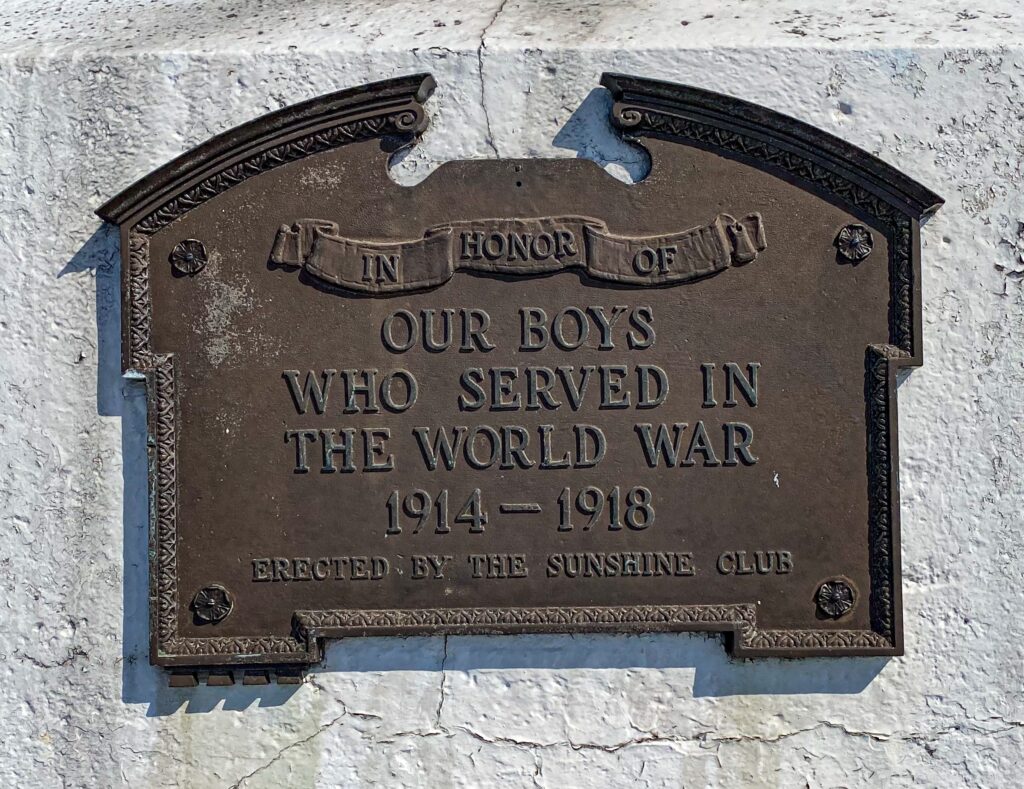 IN HONOR OF
OUR BOYS
WHO SERVED IN
THE WORLD WAR
1914 — 1918
ERECTED BY THE SUNSHINE CLUB